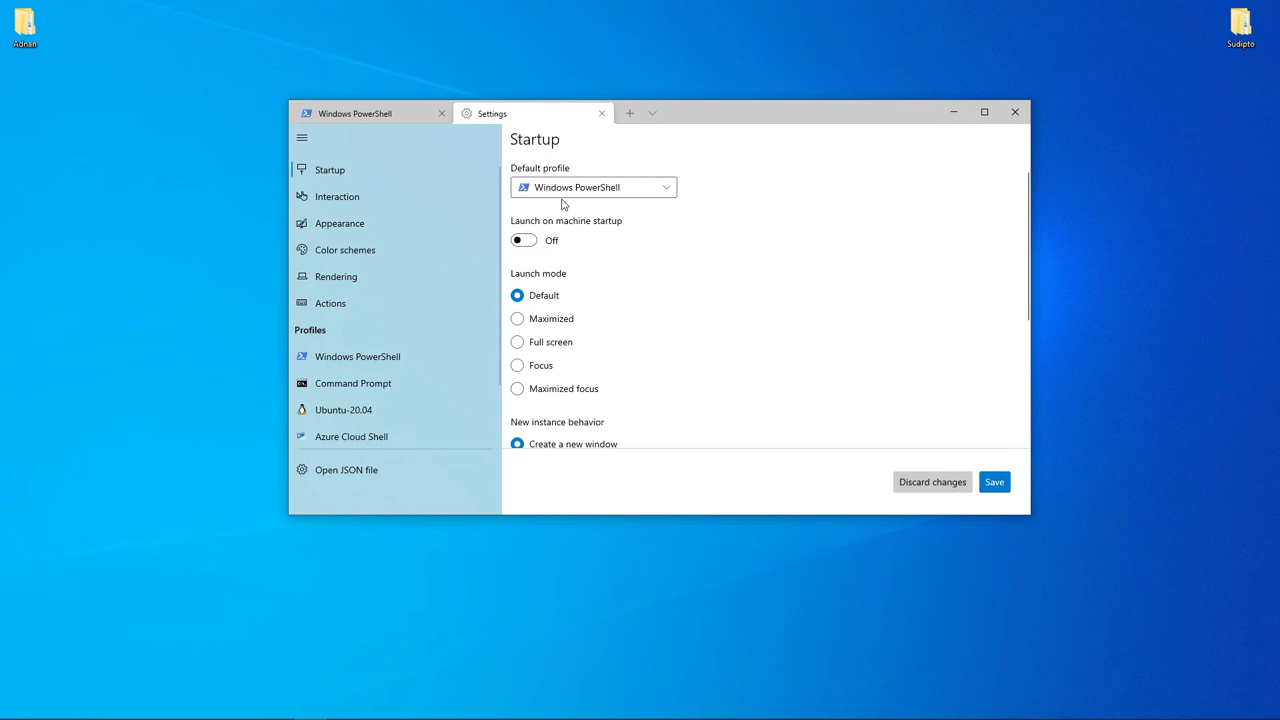 Adnan
Sudipto
Windows PowerShell
Settings
Startup
Interaction
Appearance
Color schemes
Rendering
Actions
Profiles
Windows PowerShell
Command Prompt
Ubuntu-20.04
Azure Cloud Shell
Open JSON file
Startup
Default profile
Windows PowerShell
Launch on machine startup
Off
Launch mode
Default
Maximized
Full screen
Focus
Maximized focus
New instance behavior
Create a new window
Discard changes
Save